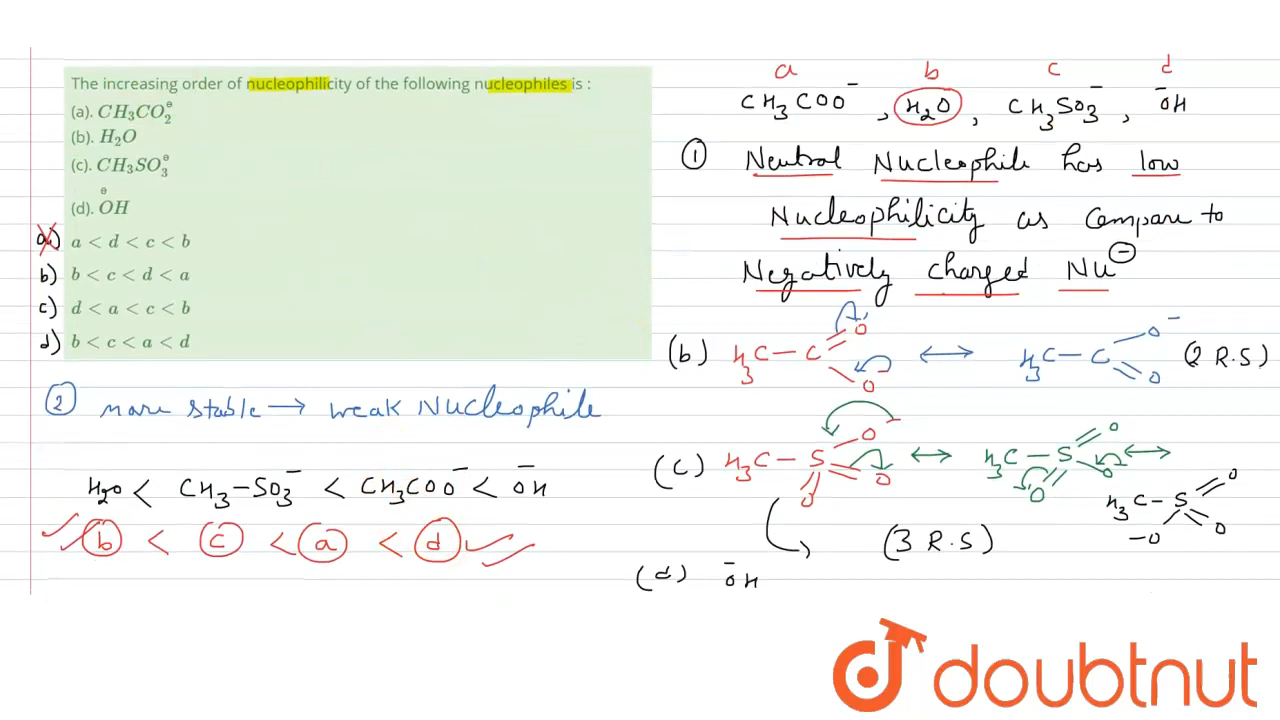 The increasing order of nucleophilicity of the following nucleophiles is :
(a). CH₃CO₂^⊖
(b). H₂O
(c). CH₃SO₃^⊖
(d). ^⊖OH
a) a < d < c < b
b) b < c < d < a
c) d < a < c < b
d) b < c < a < d
② more stable → weak Nucleophile
H₂O < CH₃–SO₃⁻ < CH₃COO⁻ < ⁻OH
b < c < a < d
a b c d
CH₃COO⁻ , H₂O , CH₃SO₃⁻ , ⁻OH
① Neutral Nucleophile has low
Nucleophilicity as compare to
Negatively charged Nu⁻
(b) H₃C – C = O O ↔ H₃C – C O⁻ O (2 R.S)
(c) H₃C – S O⁻ O O ↔ H₃C – S O O O ↔
H₃C – S O O –O
(3 R.S)
(d) ⁻OH
doubtnut